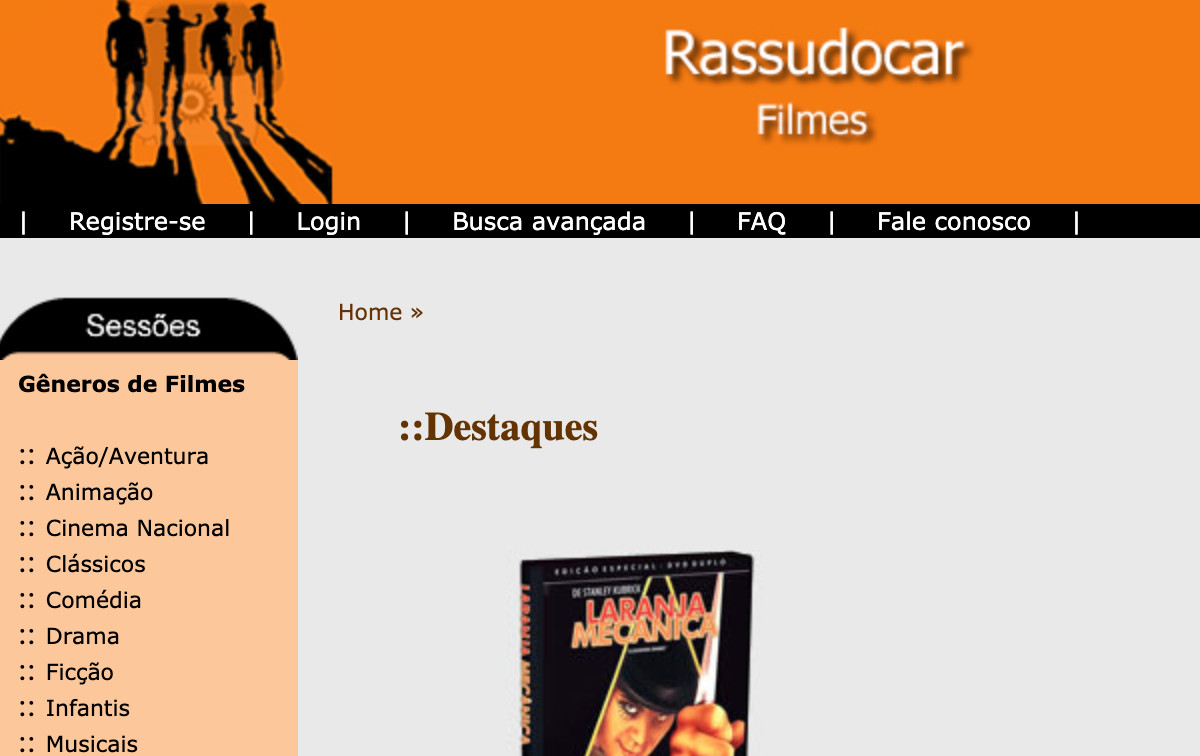 Rassudocar
Filmes
| Registre-se | Login | Busca avançada | FAQ | Fale conosco |
Sessões
Home »
Gêneros de Filmes
::Destaques
:: Ação/Aventura
:: Animação
:: Cinema Nacional
:: Clássicos
:: Comédia
:: Drama
:: Ficção
:: Infantis
:: Musicais
EDIÇÃO ESPECIAL - DVD DUPLO
DE STANLEY KUBRICK
LARANJA
MECÂNICA
LARANJA MECÂNICA